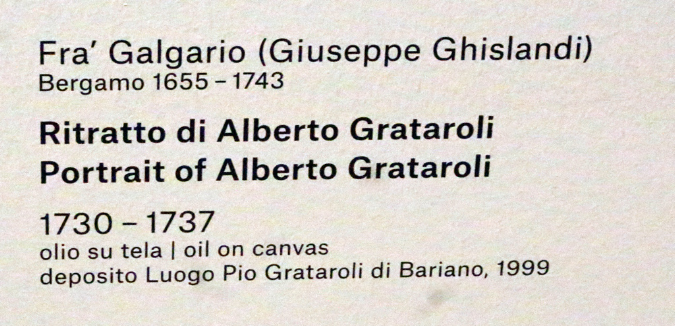 Fra’ Galgario (Giuseppe Ghislandi)
Bergamo 1655 – 1743
Ritratto di Alberto Grataroli
Portrait of Alberto Grataroli
1730 – 1737
olio su tela | oil on canvas
deposito Luogo Pio Grataroli di Bariano, 1999